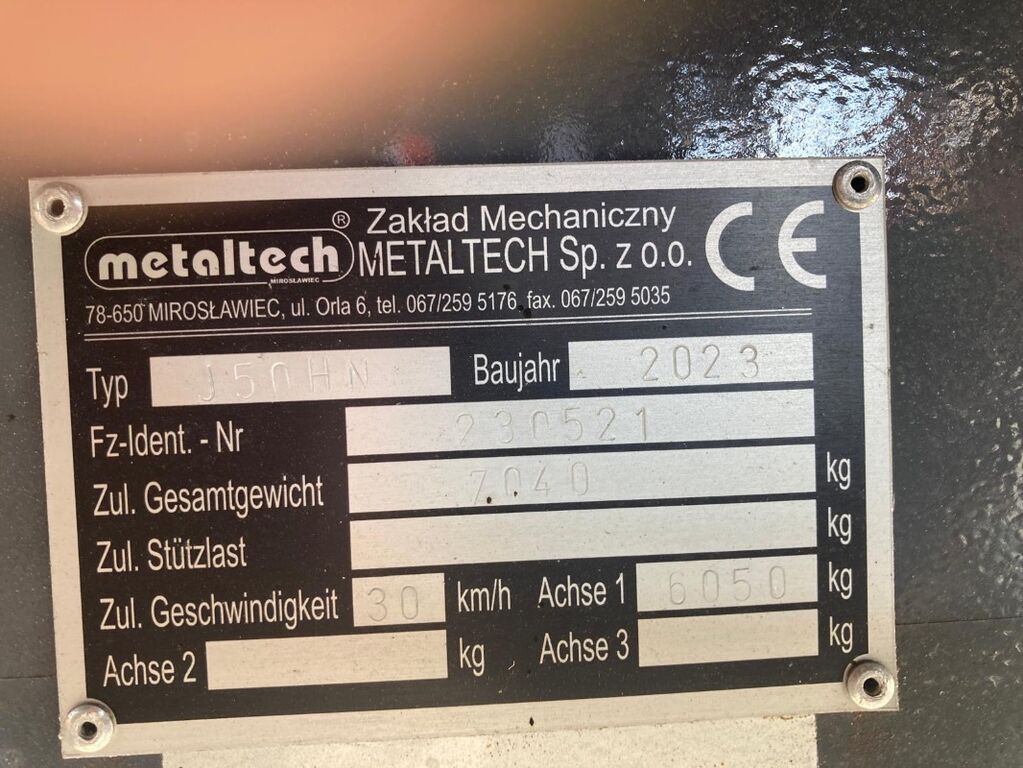 metaltech ® Zakład Mechaniczny
MIROSŁAWIEC METALTECH Sp. z o.o. CE
78-650 MIROSŁAWIEC, ul. Orla 6, tel. 067/259 5176, fax. 067/259 5035
Typ J50HN Baujahr 2023
Fz-Ident. - Nr 230521
Zul. Gesamtgewicht 7040 kg
Zul. Stützlast kg
Zul. Geschwindigkeit 30 km/h Achse 1 6050 kg
Achse 2 kg Achse 3 kg